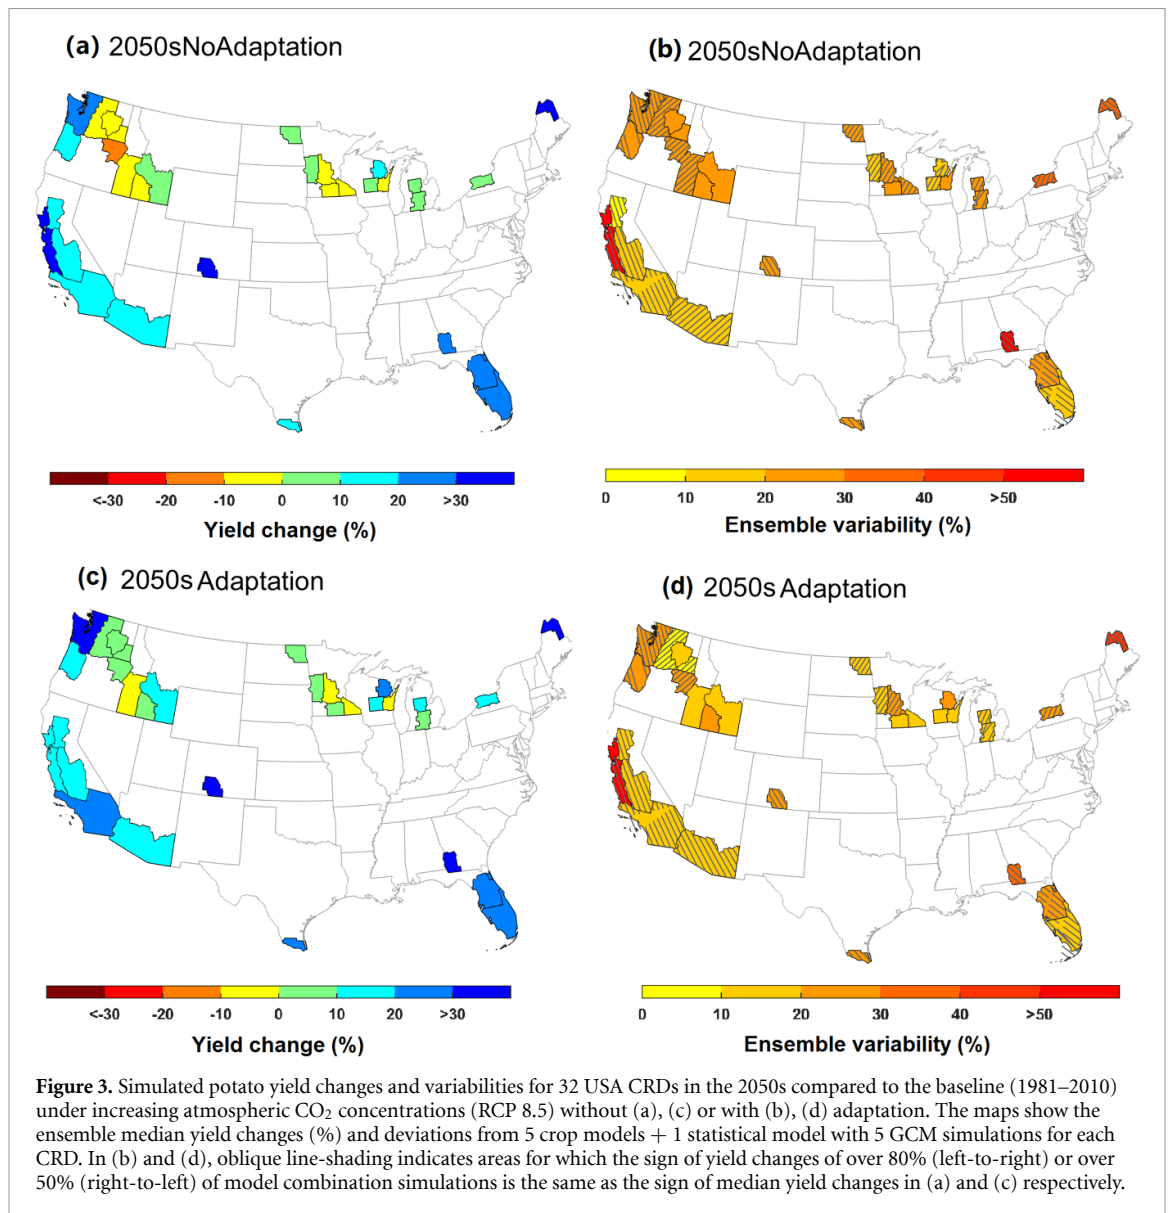 (a) 2050sNoAdaptation
(b) 2050sNoAdaptation
<-30 -20 -10 0 10 20 >30
Yield change (%)
0 10 20 30 40 >50
Ensemble variability (%)
(c) 2050s Adaptation
(d) 2050s Adaptation
<-30 -20 -10 0 10 20 >30
Yield change (%)
0 10 20 30 40 >50
Ensemble variability (%)
Figure 3. Simulated potato yield changes and variabilities for 32 USA CRDs in the 2050s compared to the baseline (1981–2010)
under increasing atmospheric CO₂ concentrations (RCP 8.5) without (a), (c) or with (b), (d) adaptation. The maps show the
ensemble median yield changes (%) and deviations from 5 crop models + 1 statistical model with 5 GCM simulations for each
CRD. In (b) and (d), oblique line-shading indicates areas for which the sign of yield changes of over 80% (left-to-right) or over
50% (right-to-left) of model combination simulations is the same as the sign of median yield changes in (a) and (c) respectively.